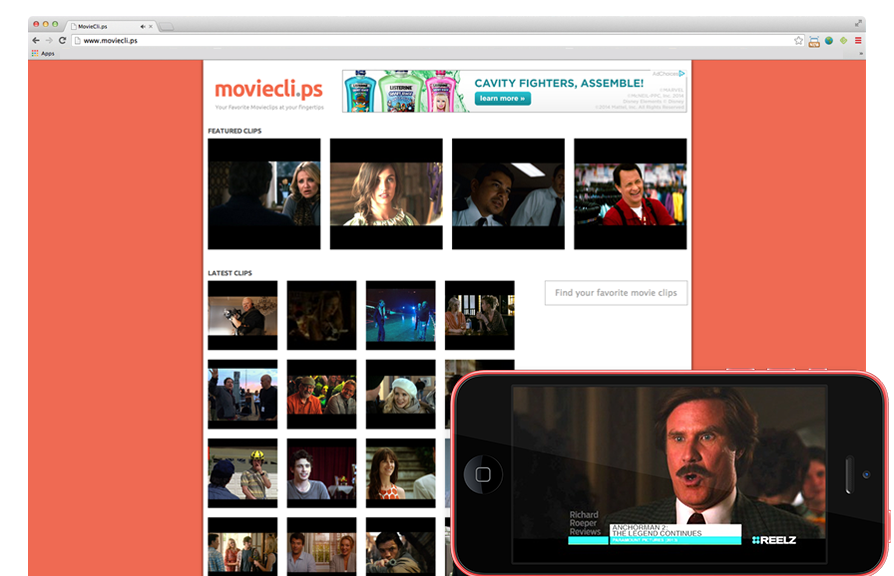 MovieCli.ps
www.moviecli.ps
Apps
moviecli.ps
Your Favorite Movieclips at your fingertips
AdChoices
LISTERINE
LISTERINE
CAVITY FIGHTERS, ASSEMBLE!
learn more »
FEATURED CLIPS
LATEST CLIPS
Find your favorite movie clips
Richard
Roeper
Reviews
ANCHORMAN 2:
THE LEGEND CONTINUES
REELZ